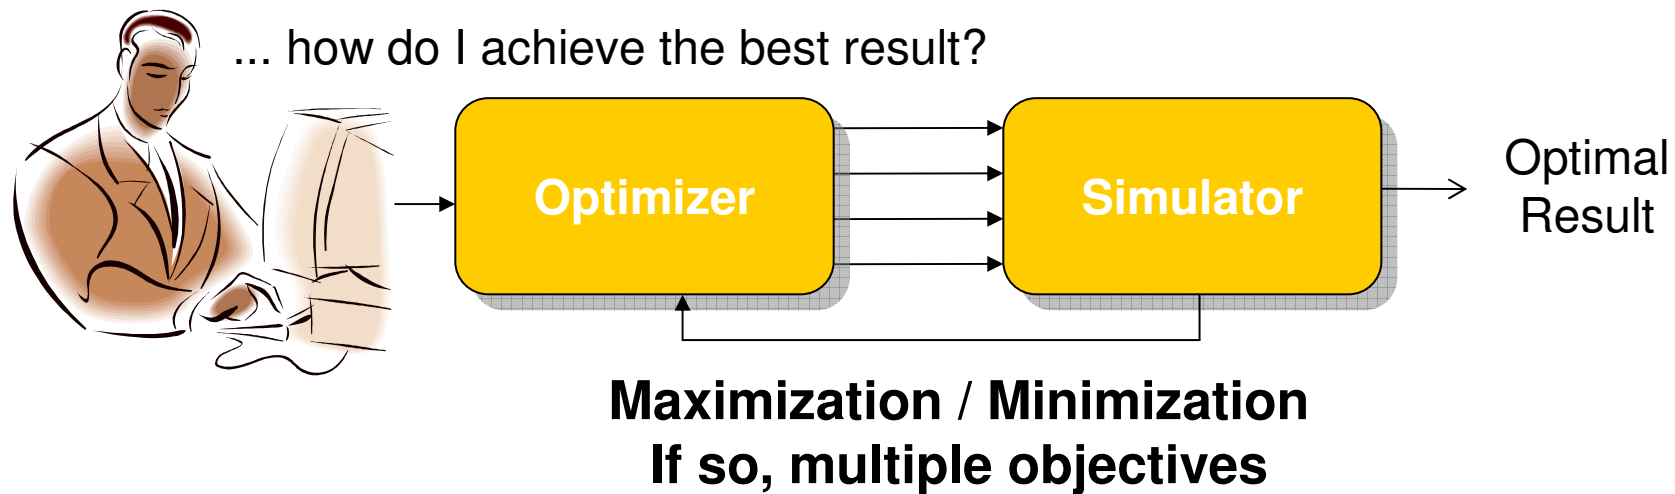 ... how do I achieve the best result?
Optimizer
Simulator
Optimal
Result
Maximization / Minimization
If so, multiple objectives